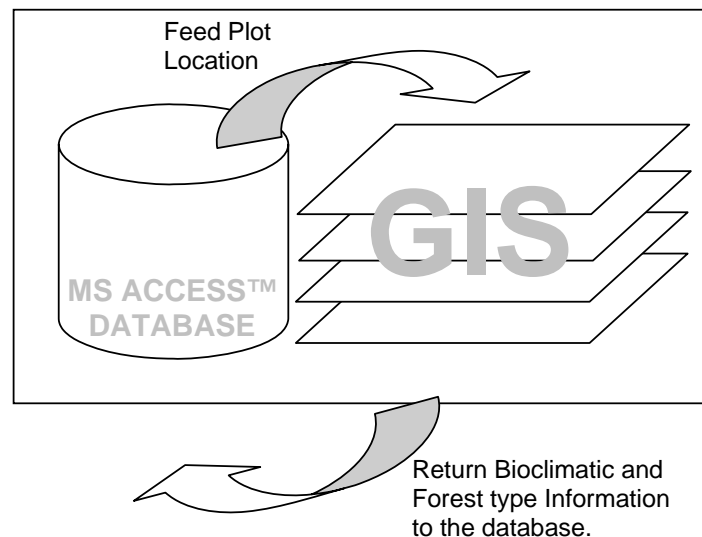 Feed Plot
Location
GIS
MS ACCESS™
DATABASE
Return Bioclimatic and
Forest type Information
to the database.